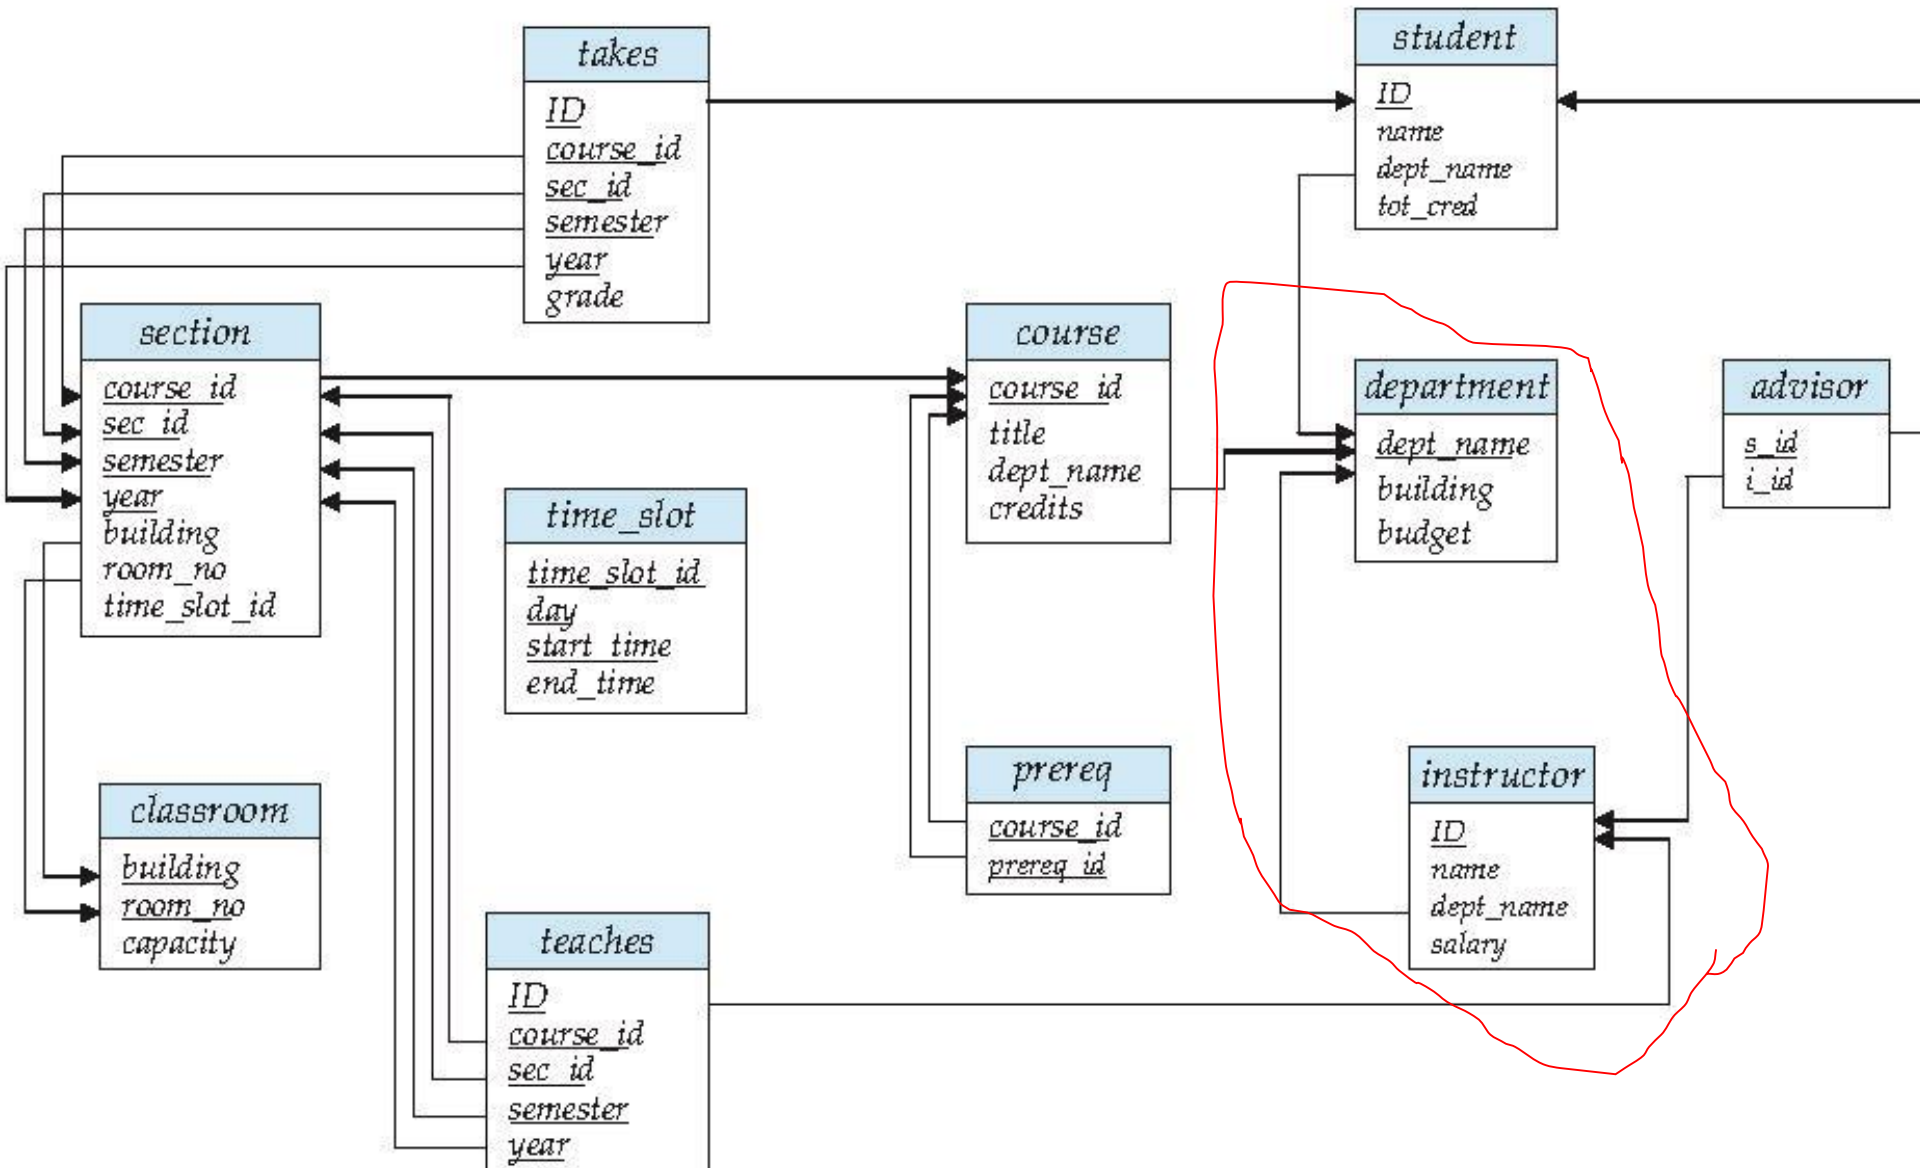 takes
ID
course_id
sec_id
semester
year
grade
student
ID
name
dept_name
tot_cred
section
course_id
sec_id
semester
year
building
room_no
time_slot_id
course
course_id
title
dept_name
credits
department
dept_name
building
budget
advisor
s_id
i_id
time_slot
time_slot_id
day
start_time
end_time
prereq
course_id
prereq_id
instructor
ID
name
dept_name
salary
classroom
building
room_no
capacity
teaches
ID
course_id
sec_id
semester
year